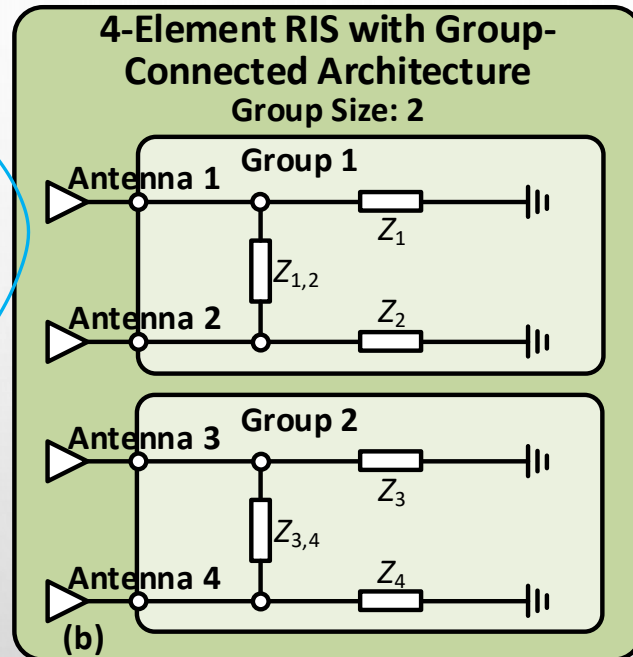 4-Element RIS with Group-
Connected Architecture
Group Size: 2
Group 1
Antenna 1
Z1
Z1,2
Antenna 2
Z2
Group 2
Antenna 3
Z3
Z3,4
Antenna 4
Z4
(b)